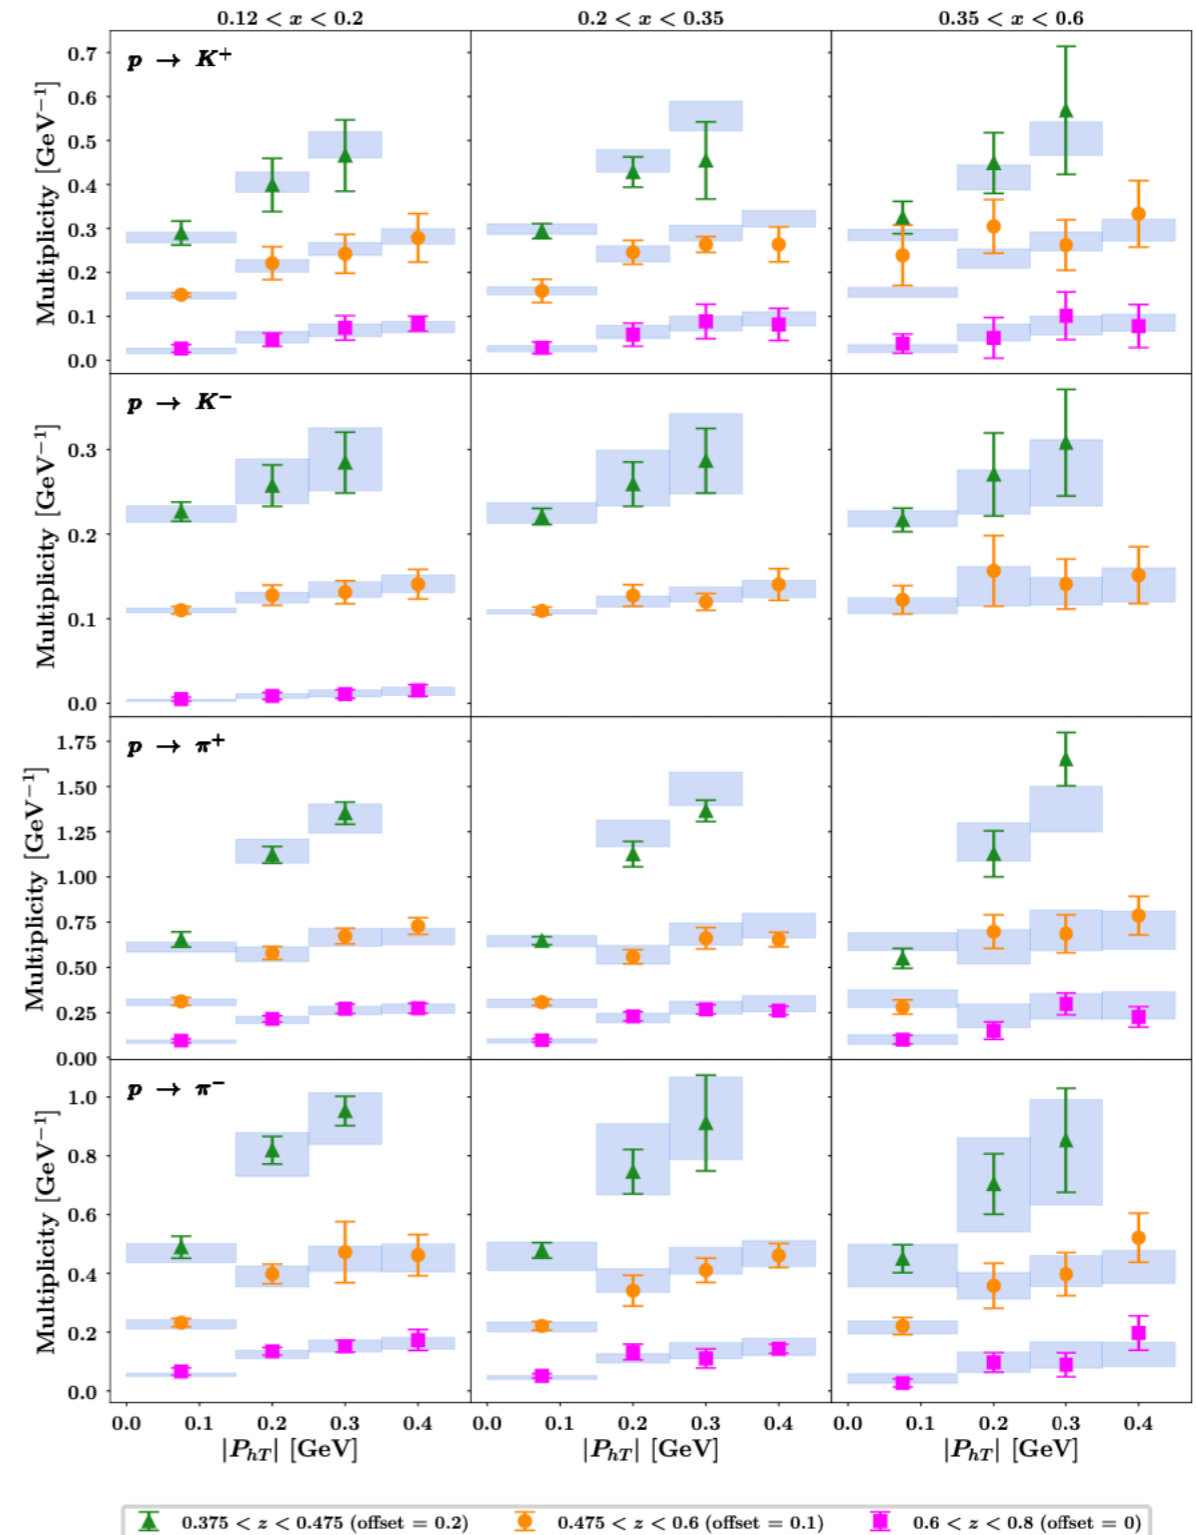 0.12 < x < 0.2 0.2 < x < 0.35 0.35 < x < 0.6
p → K⁺
Multiplicity [GeV⁻¹]
0.7
0.6
0.5
0.4
0.3
0.2
0.1
0.0
p → K⁻
Multiplicity [GeV⁻¹]
0.3
0.2
0.1
0.0
p → π⁺
Multiplicity [GeV⁻¹]
1.75
1.50
1.25
1.00
0.75
0.50
0.25
0.00
p → π⁻
Multiplicity [GeV⁻¹]
1.0
0.8
0.6
0.4
0.2
0.0
0.0 0.1 0.2 0.3 0.4 0.0 0.1 0.2 0.3 0.4 0.0 0.1 0.2 0.3 0.4
|P_hT| [GeV] |P_hT| [GeV] |P_hT| [GeV]
0.375 < z < 0.475 (offset = 0.2) 0.475 < z < 0.6 (offset = 0.1) 0.6 < z < 0.8 (offset = 0)